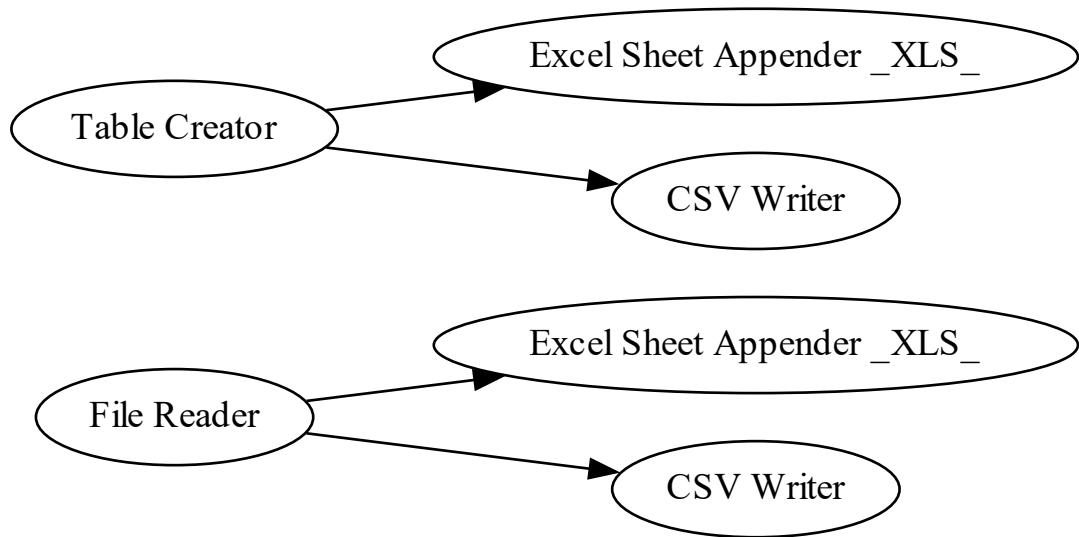 Excel Sheet Appender _XLS_
Table Creator
CSV Writer
Excel Sheet Appender _XLS_
File Reader
CSV Writer